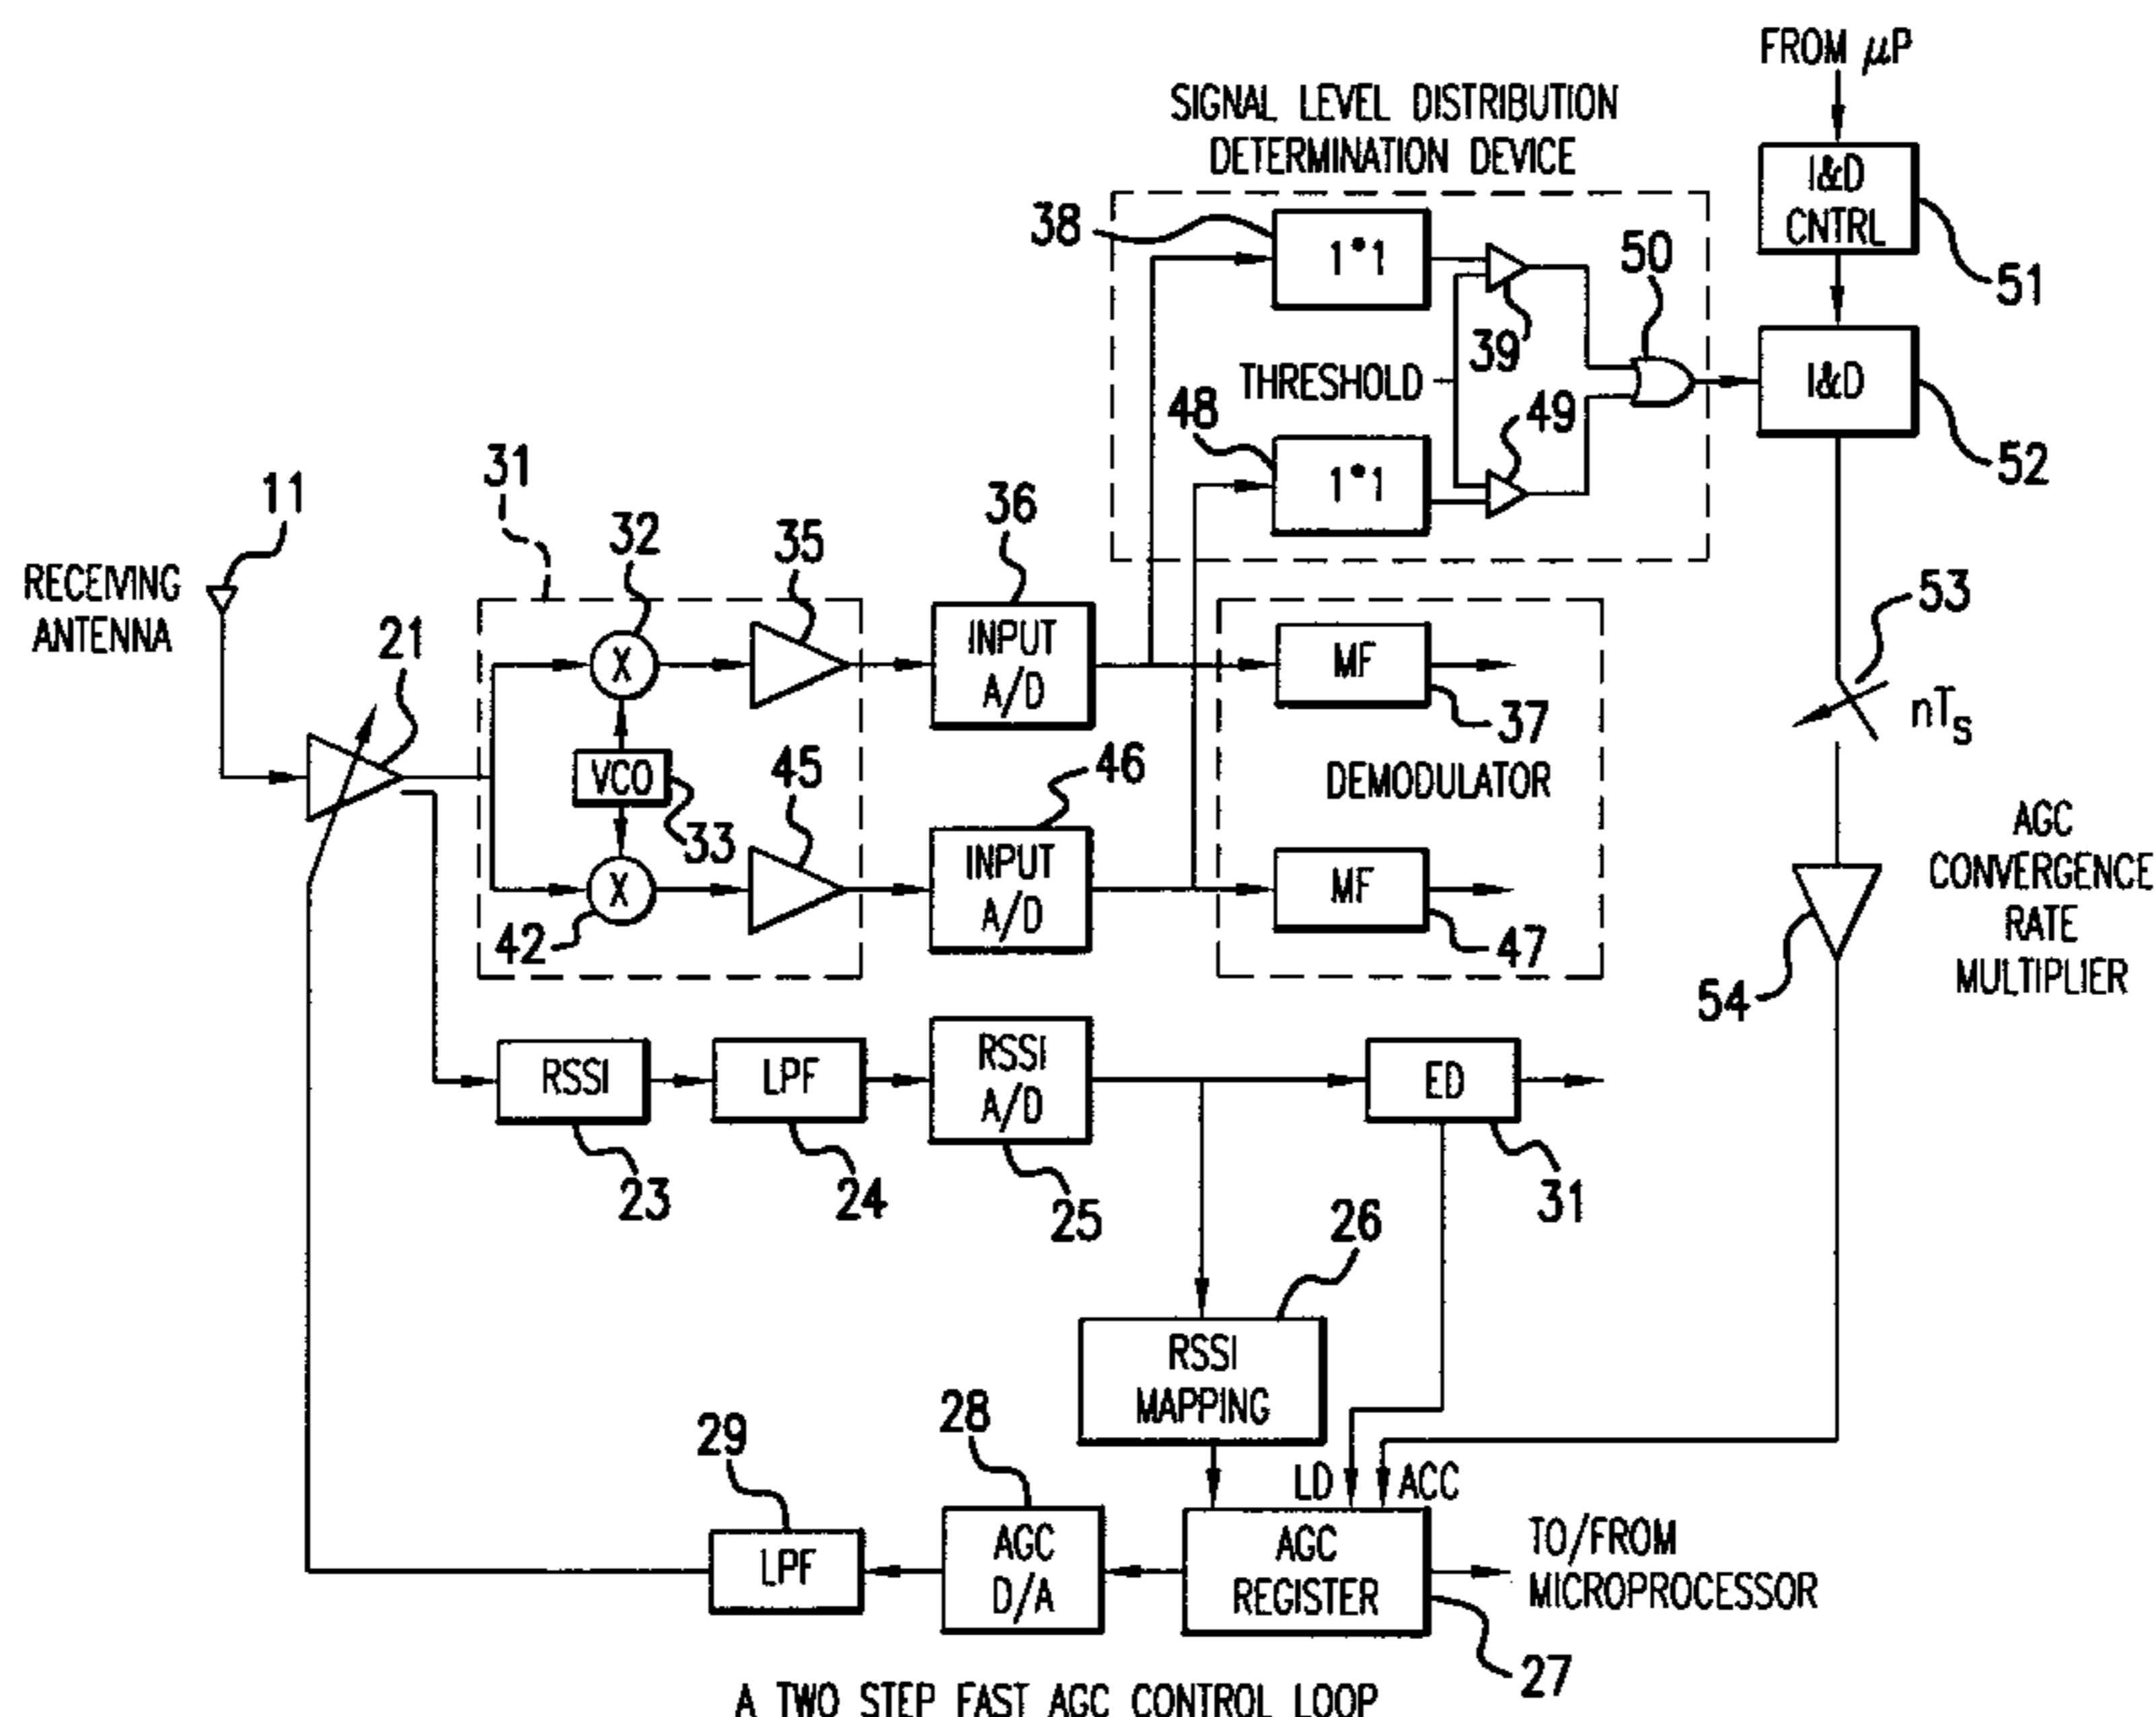 FROM μP
SIGNAL LEVEL DISTRIBUTION
DETERMINATION DEVICE
I&D
CNTRL
38
1•1
50
51
39
THRESHOLD
I&D
48
49
1•1
52
31
11
32
35
36
RECEIVING
ANTENNA
21
X
INPUT
A/D
MF
37
53
nTS
VCO
33
45
46
DEMODULATOR
X
42
INPUT
A/D
MF
47
AGC
CONVERGENCE
RATE
MULTIPLIER
54
RSSI
23
LPF
24
RSSI
A/D
25
ED
31
26
RSSI
MAPPING
29
28
LD
ACC
LPF
AGC
D/A
AGC
REGISTER
TO/FROM
MICROPROCESSOR
27
A TWO STEP FAST AGC CONTROL LOOP